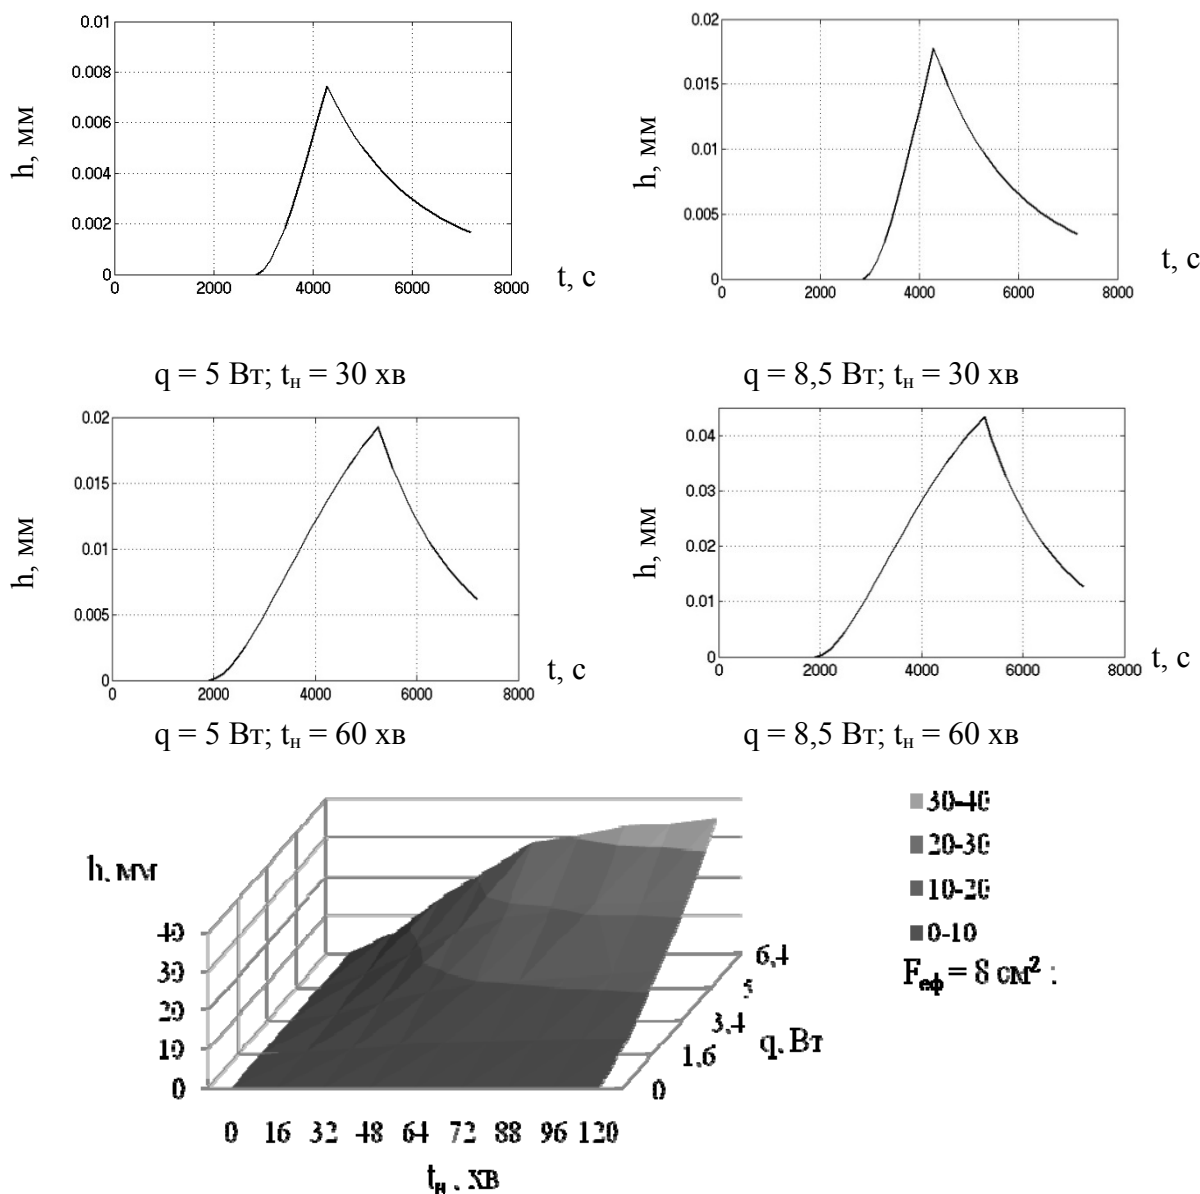 0.01
0.008
0.006
0.004
0.002
0
0 2000 4000 6000 8000
h, мм
t, с
q = 5 Вт; tн = 30 хв
0.02
0.015
0.01
0.005
0
0 2000 4000 6000 8000
h, мм
t, с
q = 8,5 Вт; tн = 30 хв
0.02
0.015
0.01
0.005
0
0 2000 4000 6000 8000
h, мм
t, с
q = 5 Вт; tн = 60 хв
0.04
0.03
0.02
0.01
0
0 2000 4000 6000 8000
h, мм
t, с
q = 8,5 Вт; tн = 60 хв
h, мм
40
30
20
10
0
0 16 32 48 64 72 88 96 120
tн , хв
6,4
5
3,4
1,6
0
q, Вт
30-40
20-30
10-20
0-10
Fеф = 8 см² :